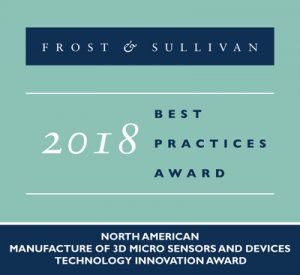 FROST & SULLIVAN
2018 BEST
PRACTICES
AWARD
NORTH AMERICAN
MANUFACTURE OF 3D MICRO SENSORS AND DEVICES
TECHNOLOGY INNOVATION AWARD